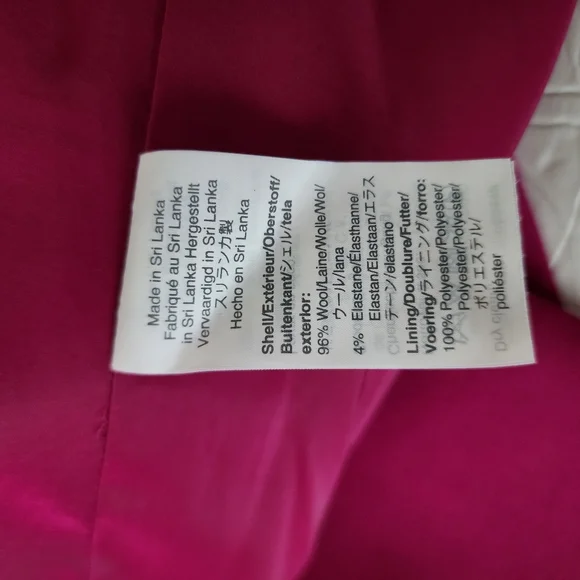 Made in Sri Lanka
Fabriqué au Sri Lanka
in Sri Lanka Hergestellt
Vervaardigd in Sri Lanka
スリランカ製
Hecho en Sri Lanka
Shell/Extérieur/Oberstoff/
Buitenkant/シェル/tela
exterior:
96% Wool/Laine/Wolle/Wol/
ウール/lana
4% Elastane/Élasthanne/
Elastan/Elastaan/エラス
テーン/elastano
Lining/Doublure/Futter/
Voering/ライニング/forro:
100% Polyester/Polyester/
Polyester/Polyester/
ポリエステル/
poliéster